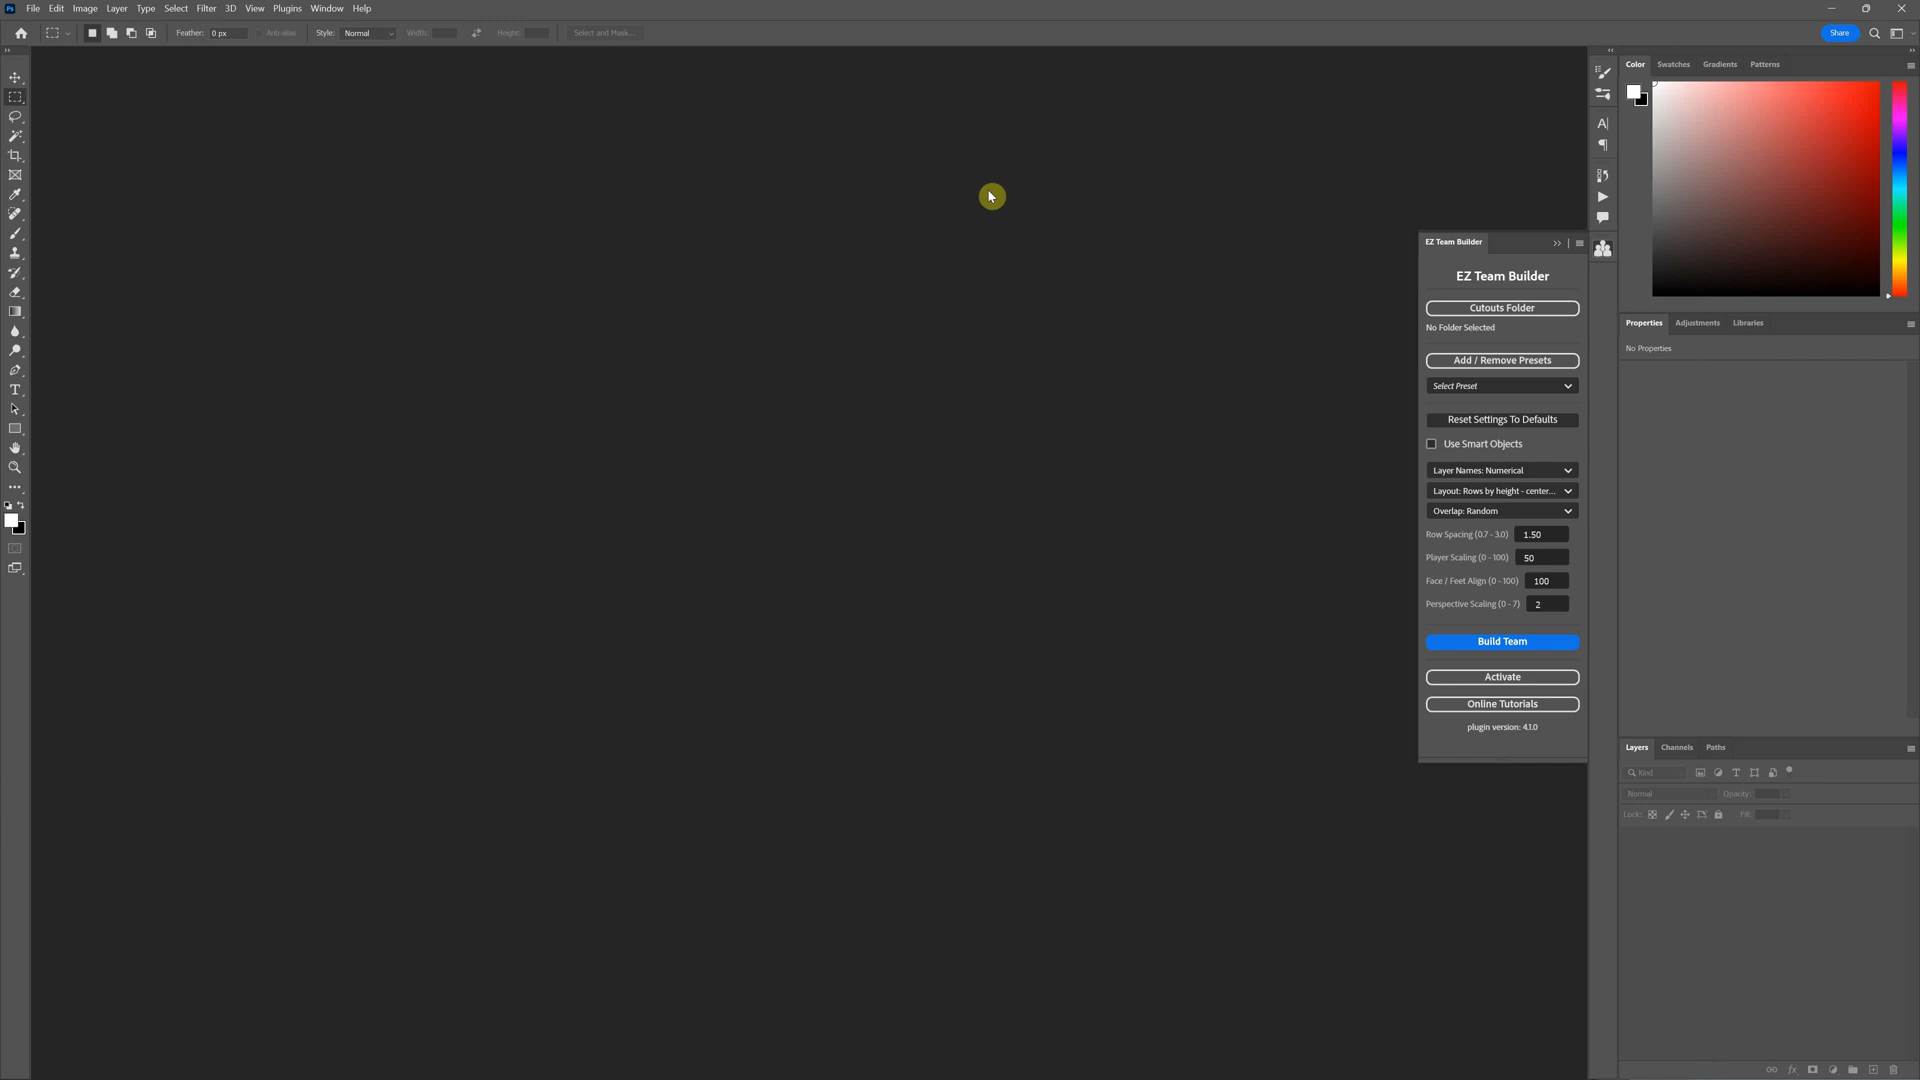 Ps File Edit Image Layer Type Select Filter 3D View Plugins Window Help
Feather: 0 px Anti-alias Style: Normal Width: Height: Select and Mask... Share
Color Swatches Gradients Patterns
EZ Team Builder
EZ Team Builder
Cutouts Folder
No Folder Selected
Add / Remove Presets
Select Preset
Reset Settings To Defaults
Use Smart Objects
Layer Names: Numerical
Layout: Rows by height - center...
Overlap: Random
Row Spacing (0.7 - 3.0) 1.50
Player Scaling (0 - 100) 50
Face / Feet Align (0 - 100) 100
Perspective Scaling (0 - 7) 2
Build Team
Activate
Online Tutorials
plugin version: 4.1.0
Properties Adjustments Libraries
No Properties
Layers Channels Paths
Kind
Normal Opacity:
Lock: Fill:
fx